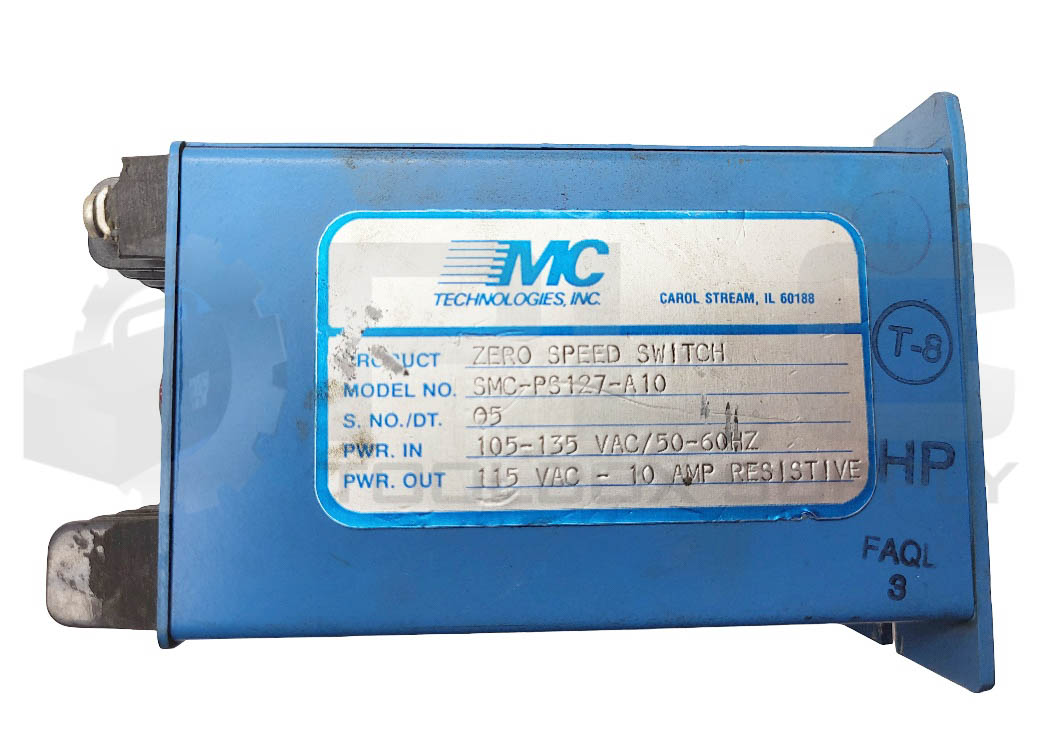 MC
TECHNOLOGIES, INC. CAROL STREAM, IL 60188
PRODUCT ZERO SPEED SWITCH
MODEL NO. SMC-PS127-A10
S. NO./DT. 05
PWR. IN 105-135 VAC/50-60HZ
PWR. OUT 115 VAC - 10 AMP RESISTIVE
T-8
HP
FAQL
3